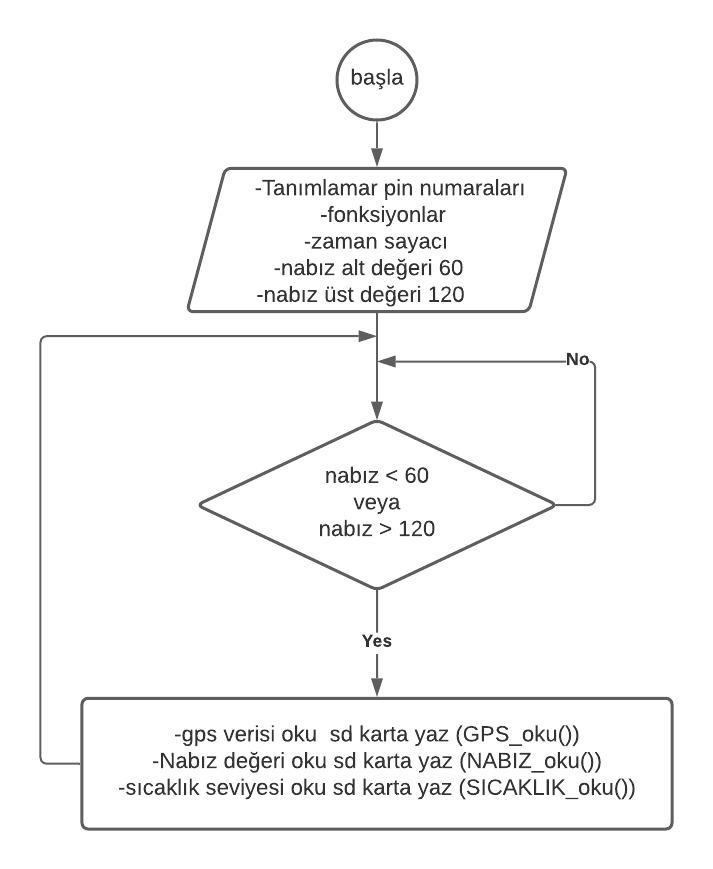 başla
-Tanımlamar pin numaraları
-fonksiyonlar
-zaman sayacı
-nabız alt değeri 60
-nabız üst değeri 120
No
nabız < 60
veya
nabız > 120
Yes
-gps verisi oku sd karta yaz (GPS_oku())
-Nabız değeri oku sd karta yaz (NABIZ_oku())
-sıcaklık seviyesi oku sd karta yaz (SICAKLIK_oku())